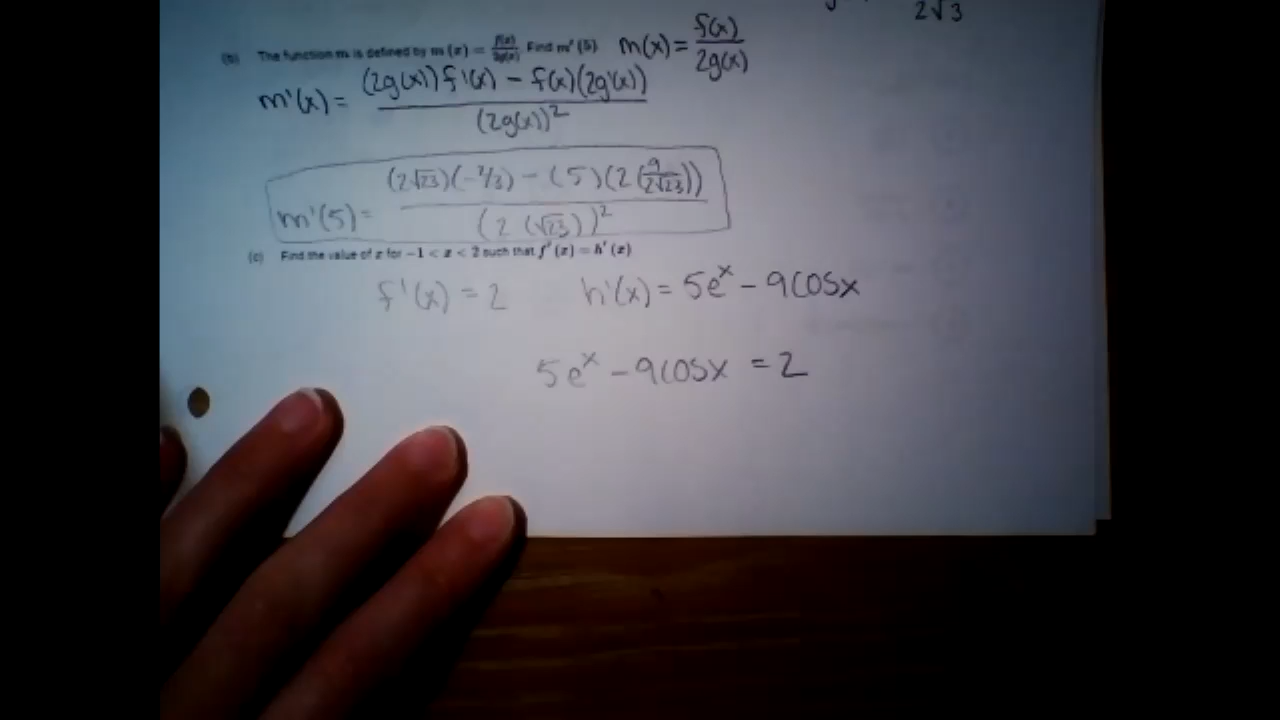 2√3
(b) The function m is defined by m (x) = f(x)/2g(x). Find m' (5) m(x) = f(x)/2g(x)
m'(x) = ((2g(x)) f'(x) - f(x)(2g'(x)))/(2g(x))²
m'(5) = ((2√23)(-2/3) - (5)(2(9/2√23)))/(2 (√23))²
(c) Find the value of x for -1 < x < 2 such that f' (x) = h' (x)
f'(x) = 2 h'(x) = 5eˣ - 9cosx
5eˣ - 9cosx = 2